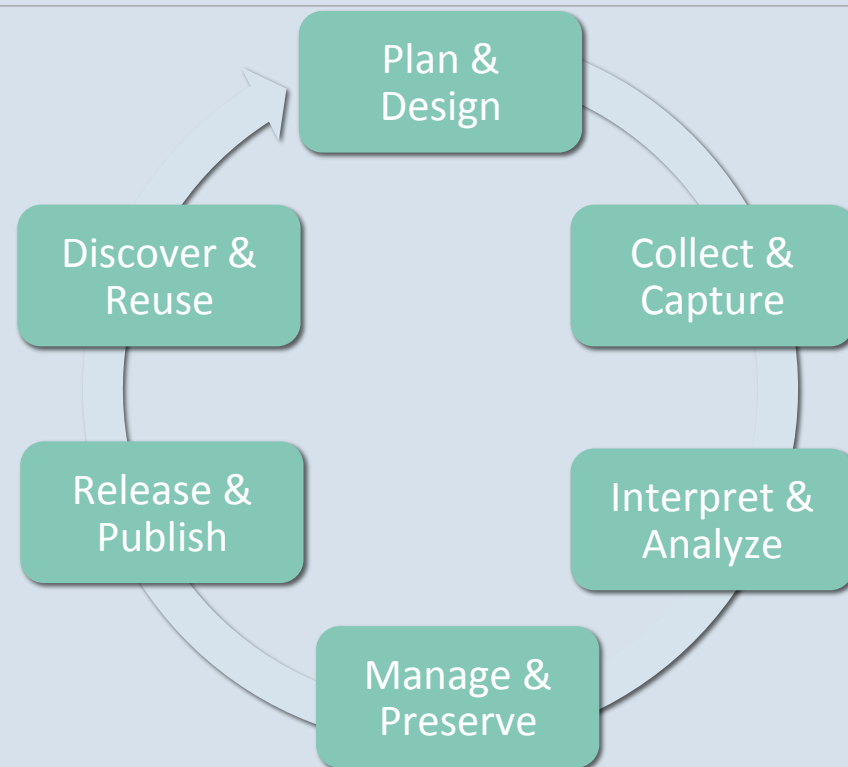 Plan &
Design
Collect &
Capture
Interpret &
Analyze
Manage &
Preserve
Release &
Publish
Discover &
Reuse